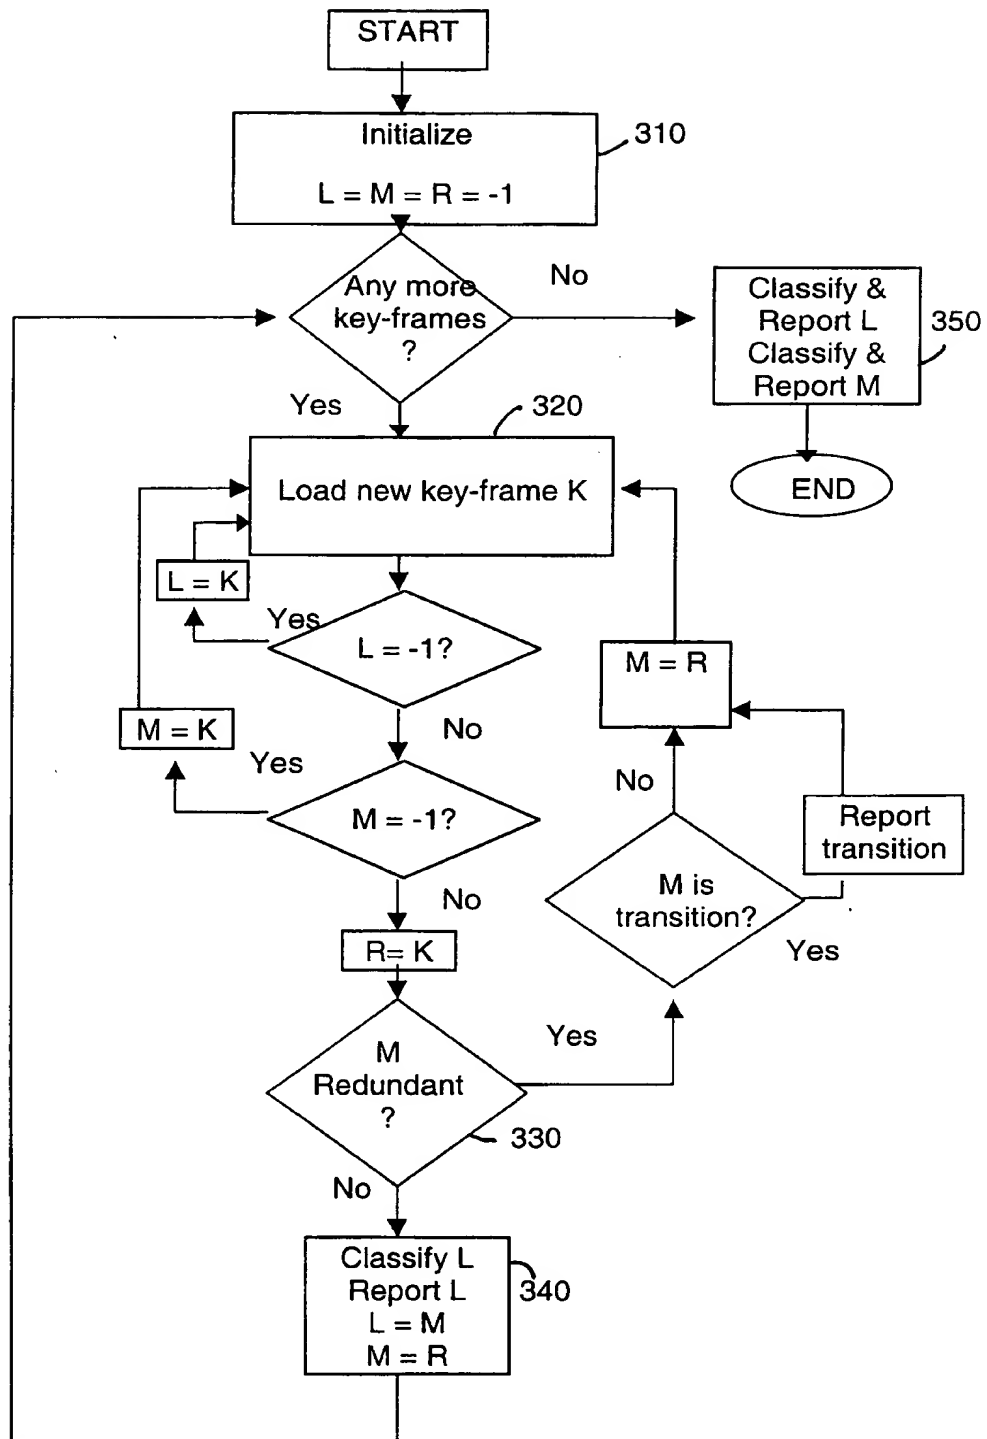 START
Initialize
310
L = M = R = -1
Any more
key-frames
?
No
Classify &
Report L
Classify &
Report M
350
Yes
320
Load new key-frame K
END
L = K
Yes
L = -1?
M = R
M = K
No
Yes
No
M = -1?
Report
transition
M is
transition?
No
Yes
R= K
M
Redundant
?
Yes
330
No
Classify L
Report L
L = M
M = R
340